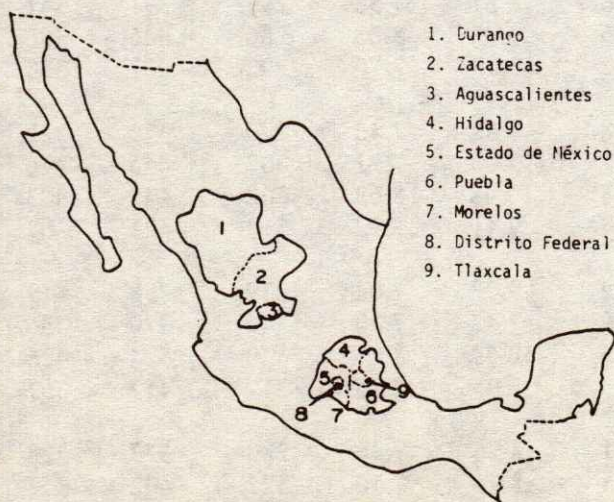 1. Durango
2. Zacatecas
3. Aguascalientes
4. Hidalgo
5. Estado de México
6. Puebla
7. Morelos
8. Distrito Federal
9. Tlaxcala
1
2
3
4
5
6
9
8
7